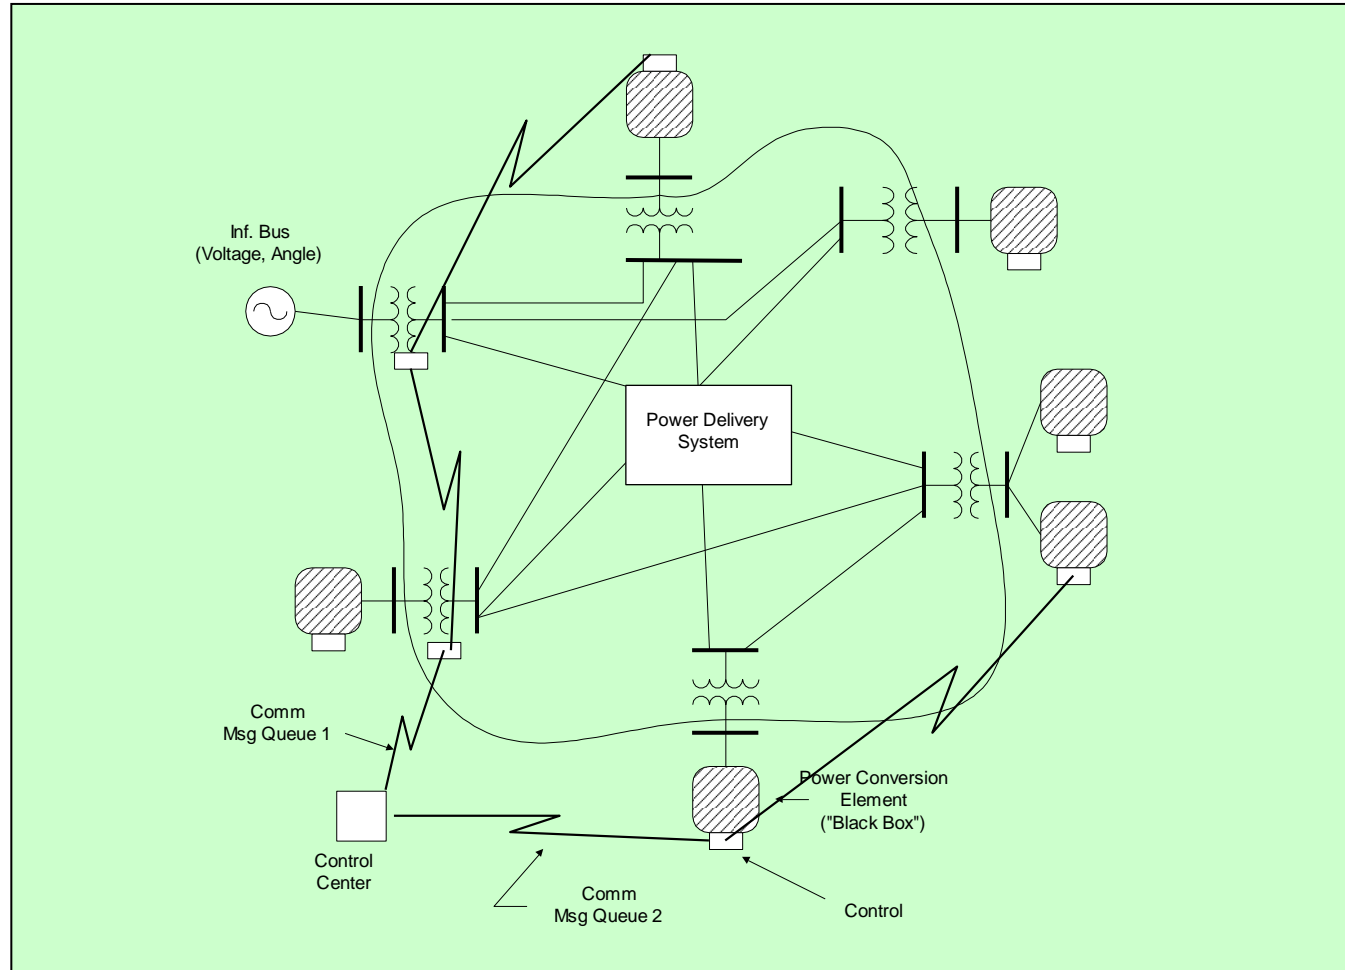 Inf. Bus
(Voltage, Angle)
Power Delivery
System
Comm
Msg Queue 1
Power Conversion
Element
("Black Box")
Control
Center
Comm
Msg Queue 2
Control